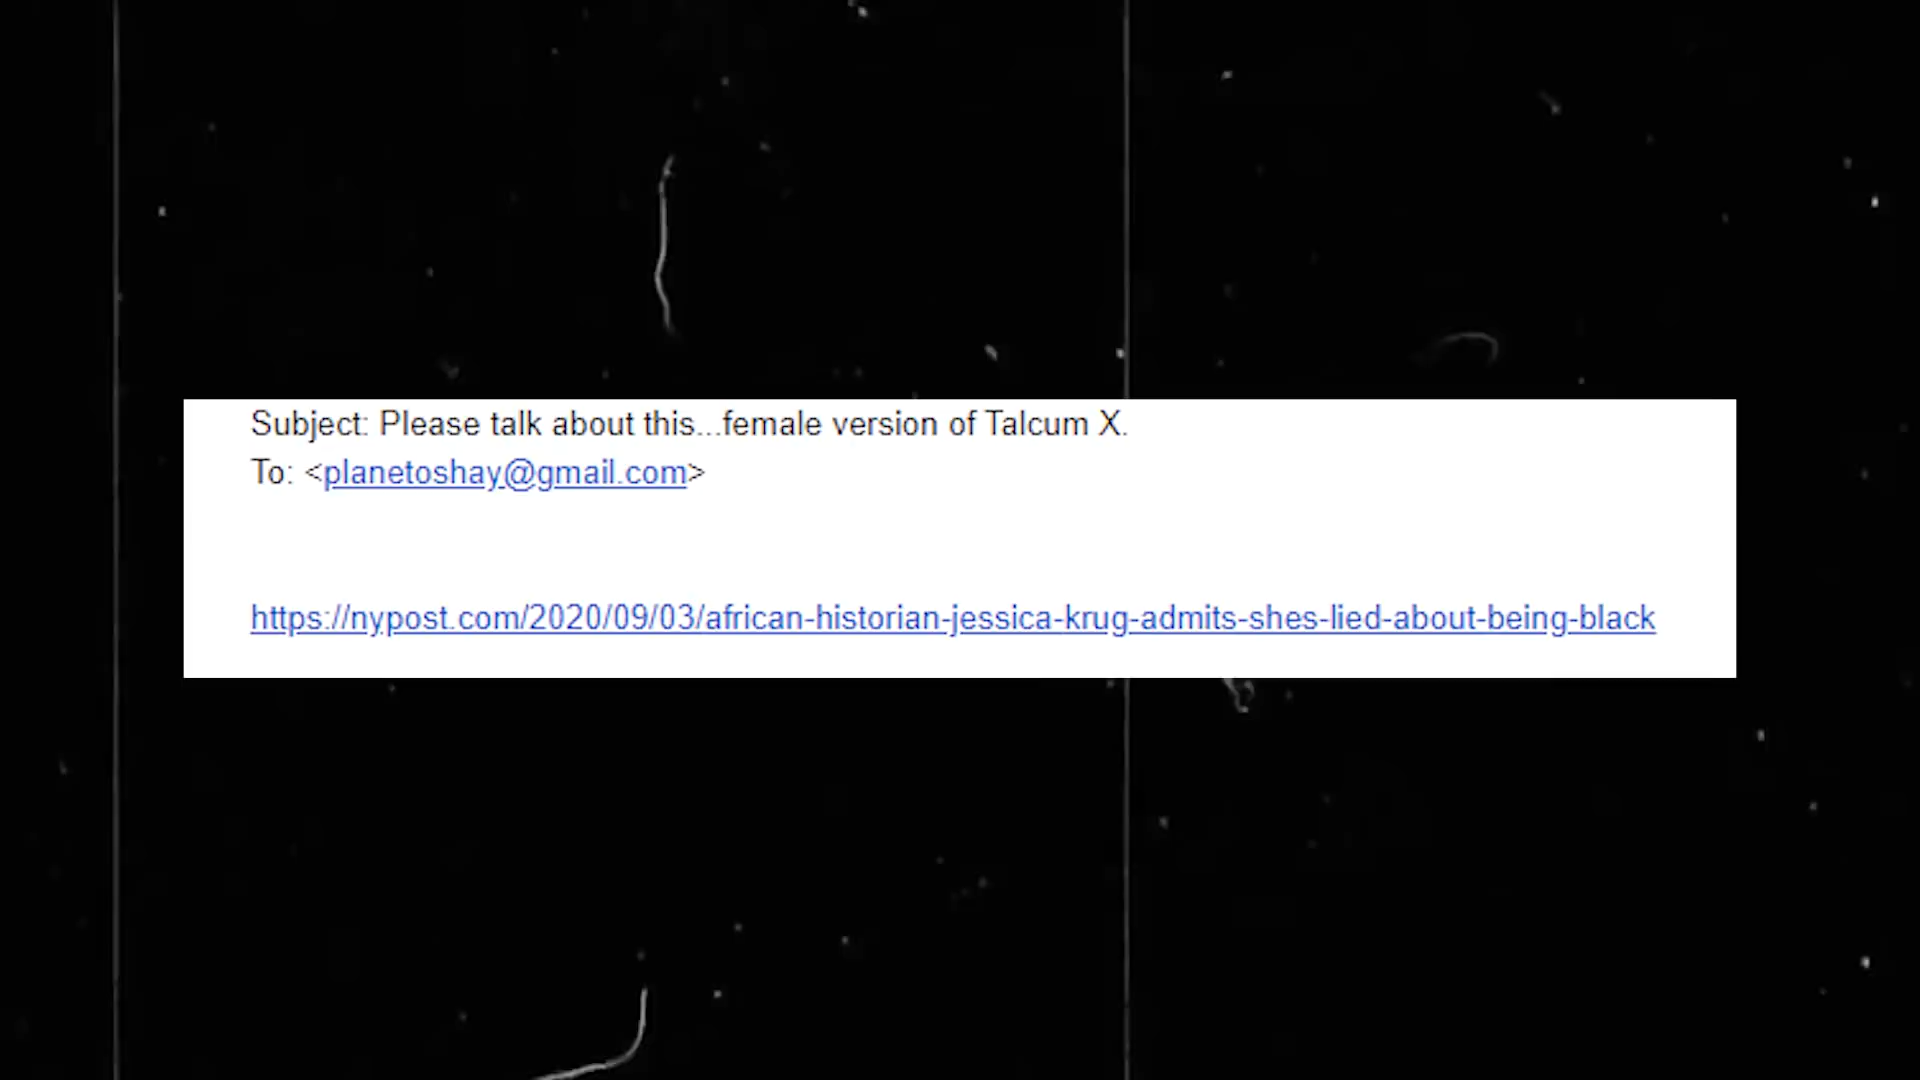 Subject: Please talk about this...female version of Talcum X.
To: <planetoshay@gmail.com>
https://nypost.com/2020/09/03/african-historian-jessica-krug-admits-shes-lied-about-being-black